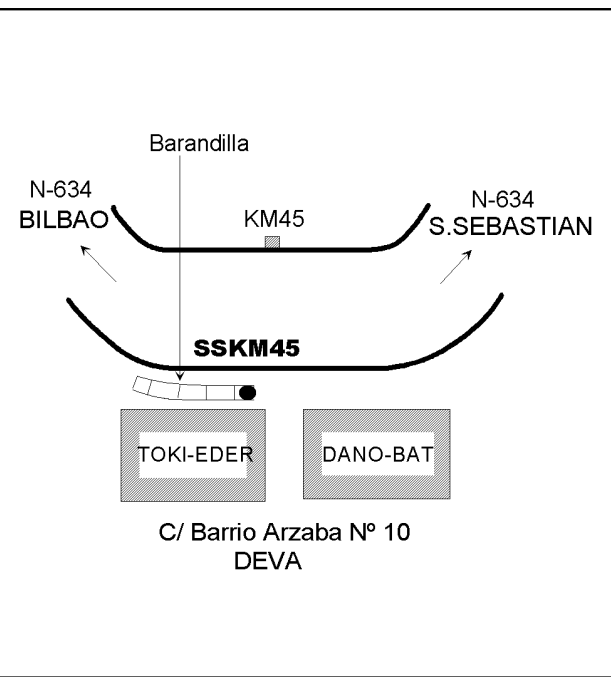 Barandilla
N-634
BILBAO
KM45
N-634
S.SEBASTIAN
SSKM45
TOKI-EDER
DANO-BAT
C/ Barrio Arzaba Nº 10
DEVA